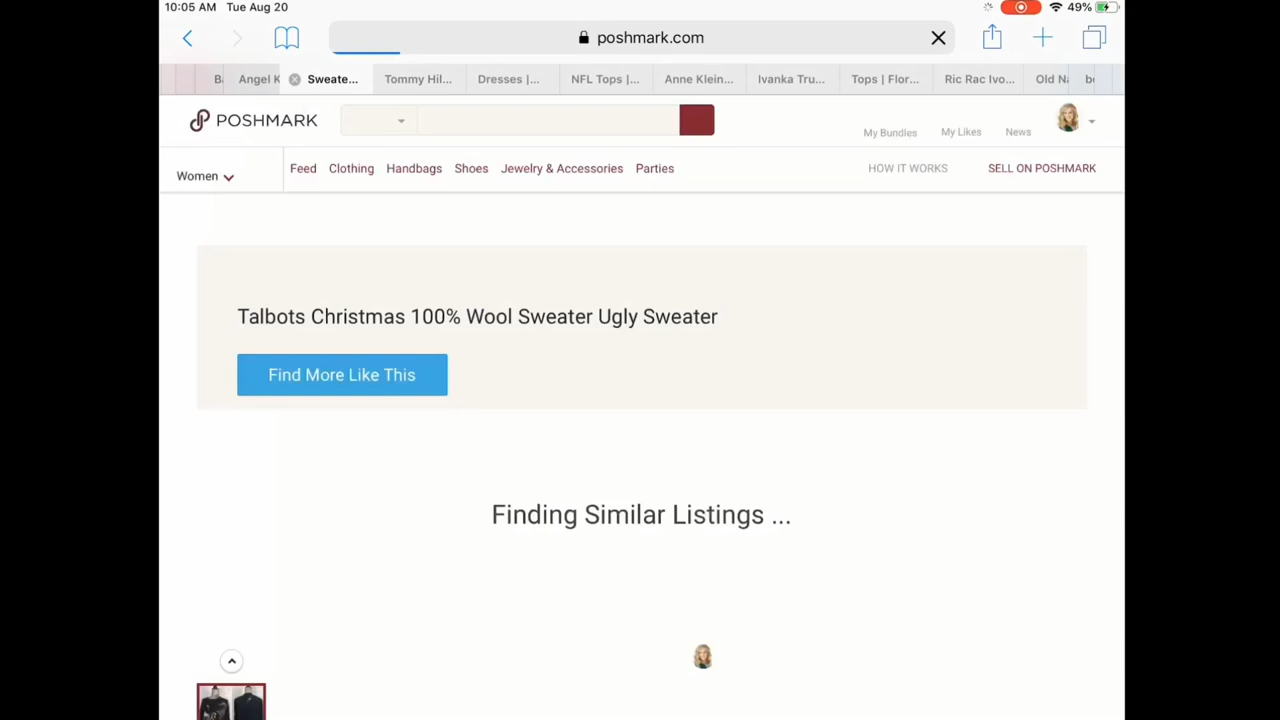 10:05 AM Tue Aug 20
49%
poshmark.com
Angel K
Sweate...
Tommy Hil...
Dresses |...
NFL Tops |...
Anne Klein...
Ivanka Tru...
Tops | Flor...
Ric Rac Ivo...
Old Na
POSHMARK
My Bundles
My Likes
News
Women
Feed
Clothing
Handbags
Shoes
Jewelry & Accessories
Parties
HOW IT WORKS
SELL ON POSHMARK
Talbots Christmas 100% Wool Sweater Ugly Sweater
Find More Like This
Finding Similar Listings ...